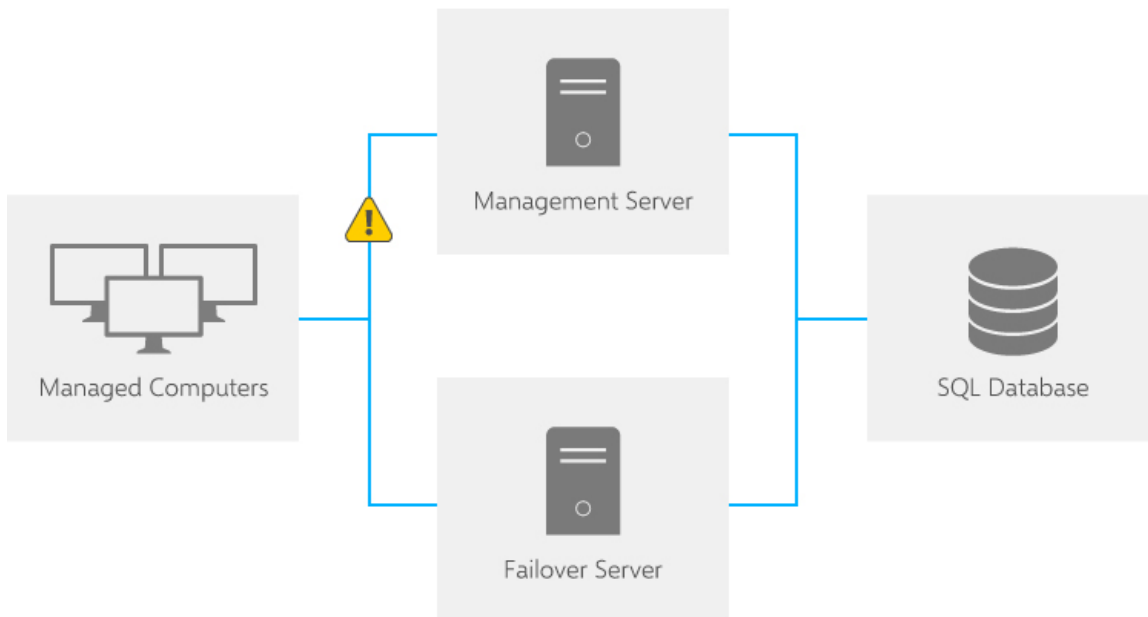 Management Server
Managed Computers
SQL Database
Failover Server